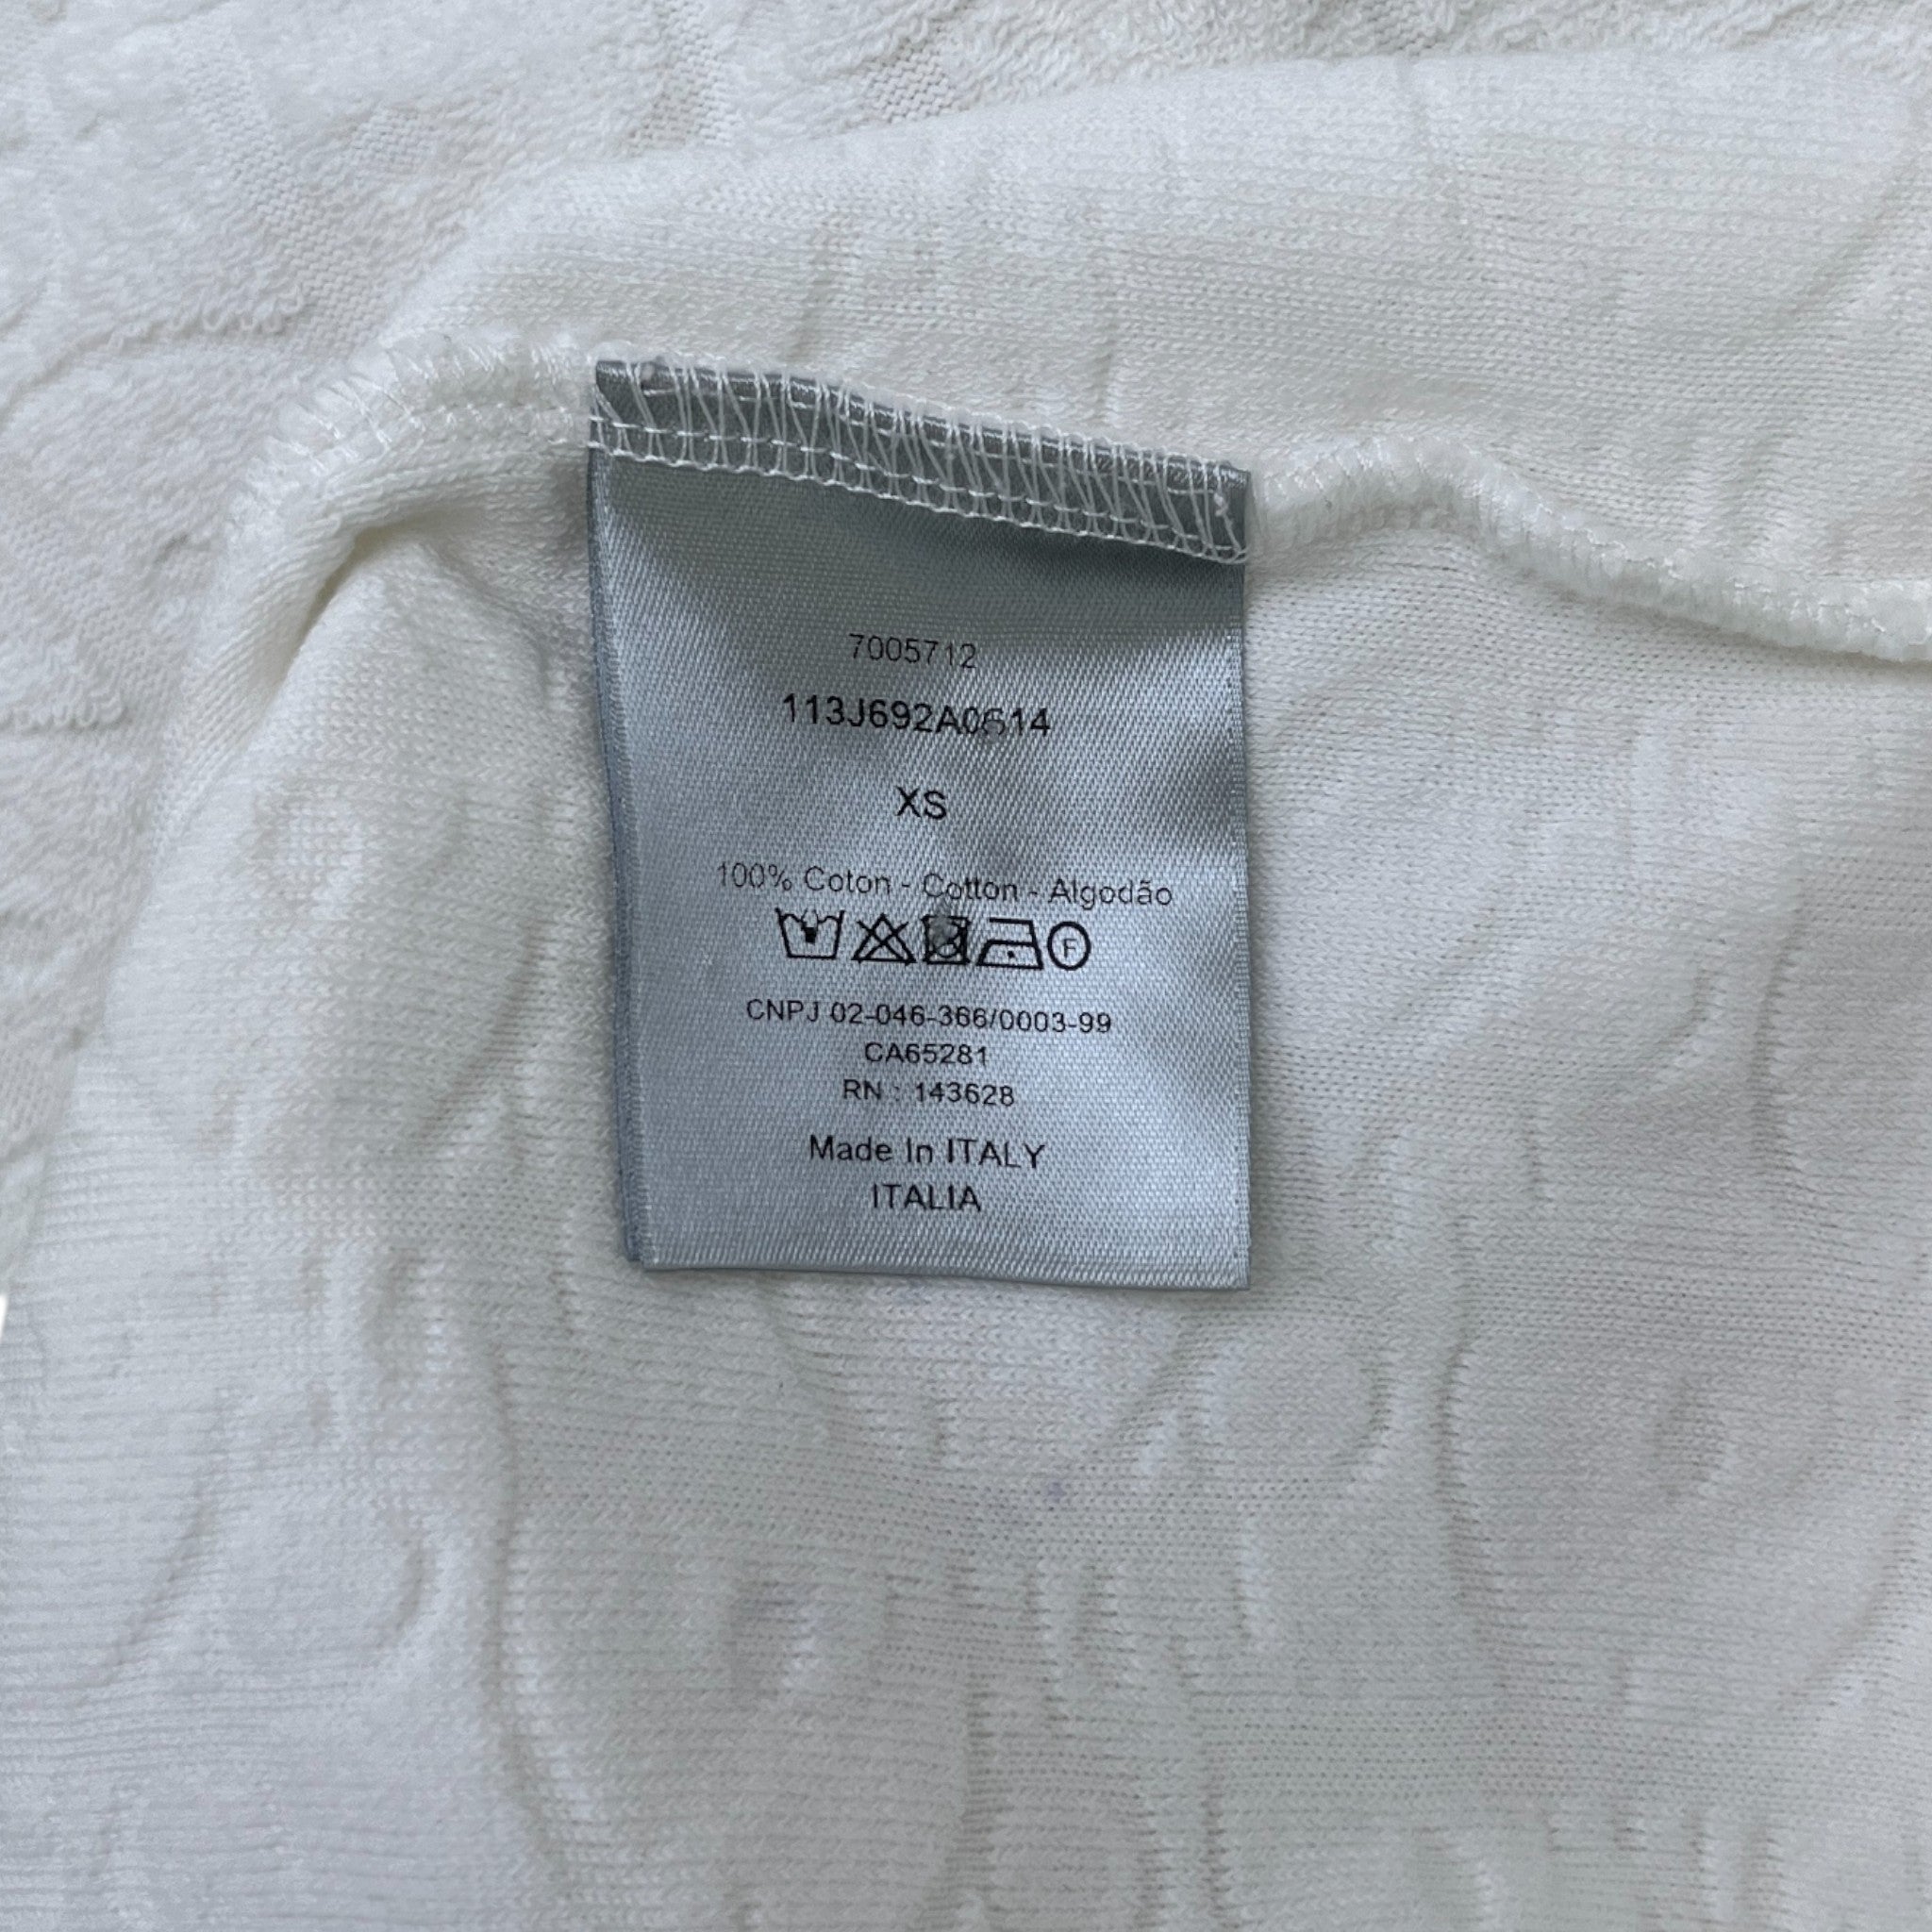 7005712
113J692A0614
XS
100% Coton - Cotton - Algodão
F
CNPJ 02-046-366/0003-99
CA65281
RN : 143628
Made In ITALY
ITALIA